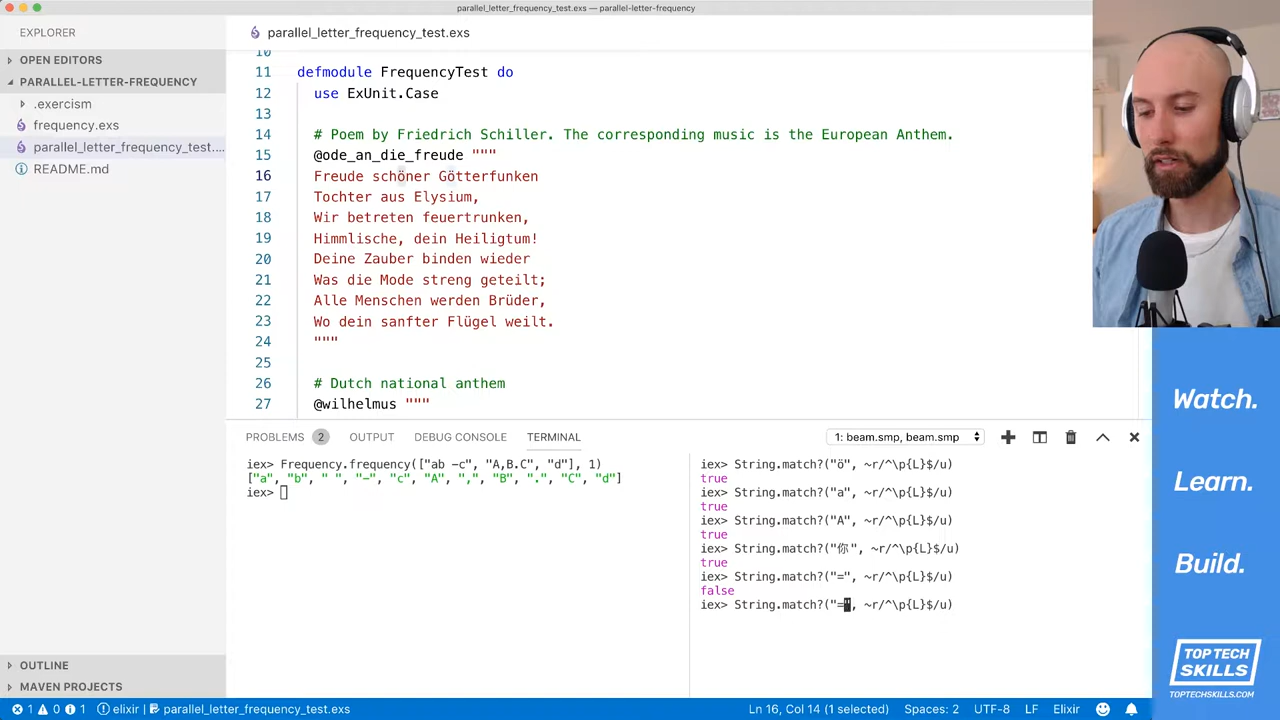 parallel_letter_frequency_test.exs — parallel-letter-frequency
EXPLORER
OPEN EDITORS
PARALLEL-LETTER-FREQUENCY
.exercism
frequency.exs
parallel_letter_frequency_test....
README.md
OUTLINE
MAVEN PROJECTS
parallel_letter_frequency_test.exs
10
11 defmodule FrequencyTest do
12 use ExUnit.Case
13
14 # Poem by Friedrich Schiller. The corresponding music is the European Anthem.
15 @ode_an_die_freude """
16 Freude schöner Götterfunken
17 Tochter aus Elysium,
18 Wir betreten feuertrunken,
19 Himmlische, dein Heiligtum!
20 Deine Zauber binden wieder
21 Was die Mode streng geteilt;
22 Alle Menschen werden Brüder,
23 Wo dein sanfter Flügel weilt.
24 """
25
26 # Dutch national anthem
27 @wilhelmus """
PROBLEMS 2 OUTPUT DEBUG CONSOLE TERMINAL 1: beam.smp, beam.smp
iex> Frequency.frequency(["ab -c", "A,B.C", "d"], 1)
["a", "b", " ", "-", "c", "A", ",", "B", ".", "C", "d"]
iex>
iex> String.match?("ö", ~r/^\p{L}$/u)
true
iex> String.match?("a", ~r/^\p{L}$/u)
true
iex> String.match?("A", ~r/^\p{L}$/u)
true
iex> String.match?("你", ~r/^\p{L}$/u)
true
iex> String.match?("=", ~r/^\p{L}$/u)
false
iex> String.match?("=", ~r/^\p{L}$/u)
Watch.
Learn.
Build.
TOP TECH
SKILLS
TOPTECHSKILLS.COM
1 0 1 elixir parallel_letter_frequency_test.exs Ln 16, Col 14 (1 selected) Spaces: 2 UTF-8 LF Elixir